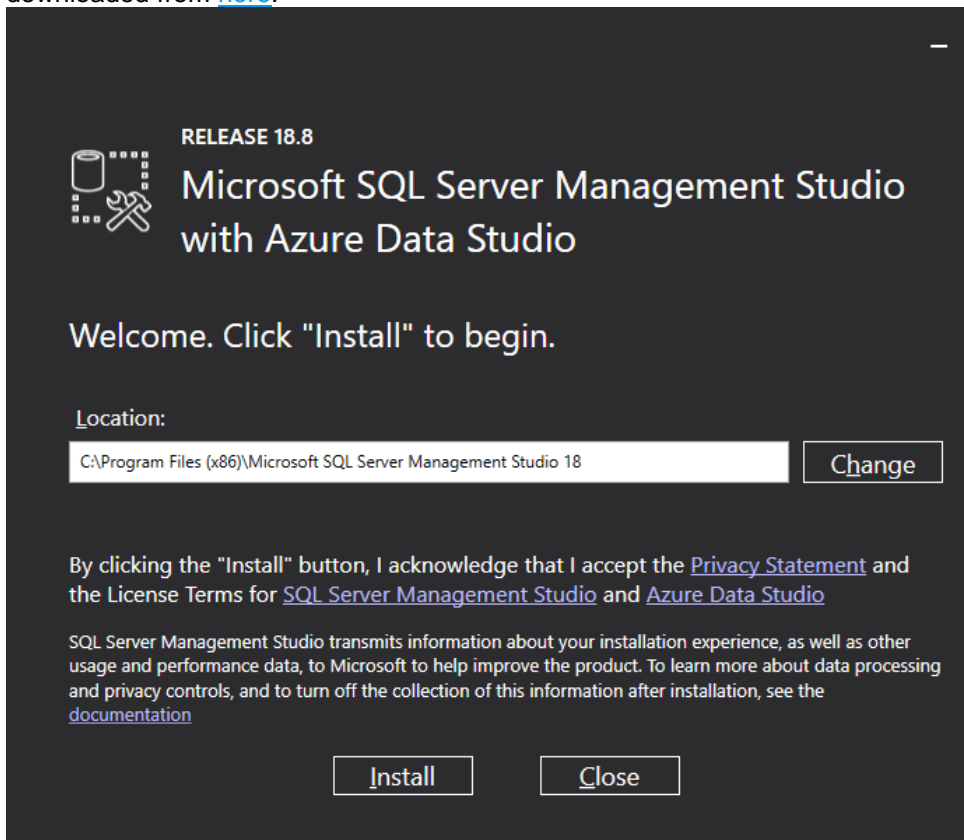 downloaded from here.
RELEASE 18.8
Microsoft SQL Server Management Studio
with Azure Data Studio
Welcome. Click "Install" to begin.
Location:
C:\Program Files (x86)\Microsoft SQL Server Management Studio 18
Change
By clicking the "Install" button, I acknowledge that I accept the Privacy Statement and
the License Terms for SQL Server Management Studio and Azure Data Studio
SQL Server Management Studio transmits information about your installation experience, as well as other
usage and performance data, to Microsoft to help improve the product. To learn more about data processing
and privacy controls, and to turn off the collection of this information after installation, see the
documentation
Install
Close